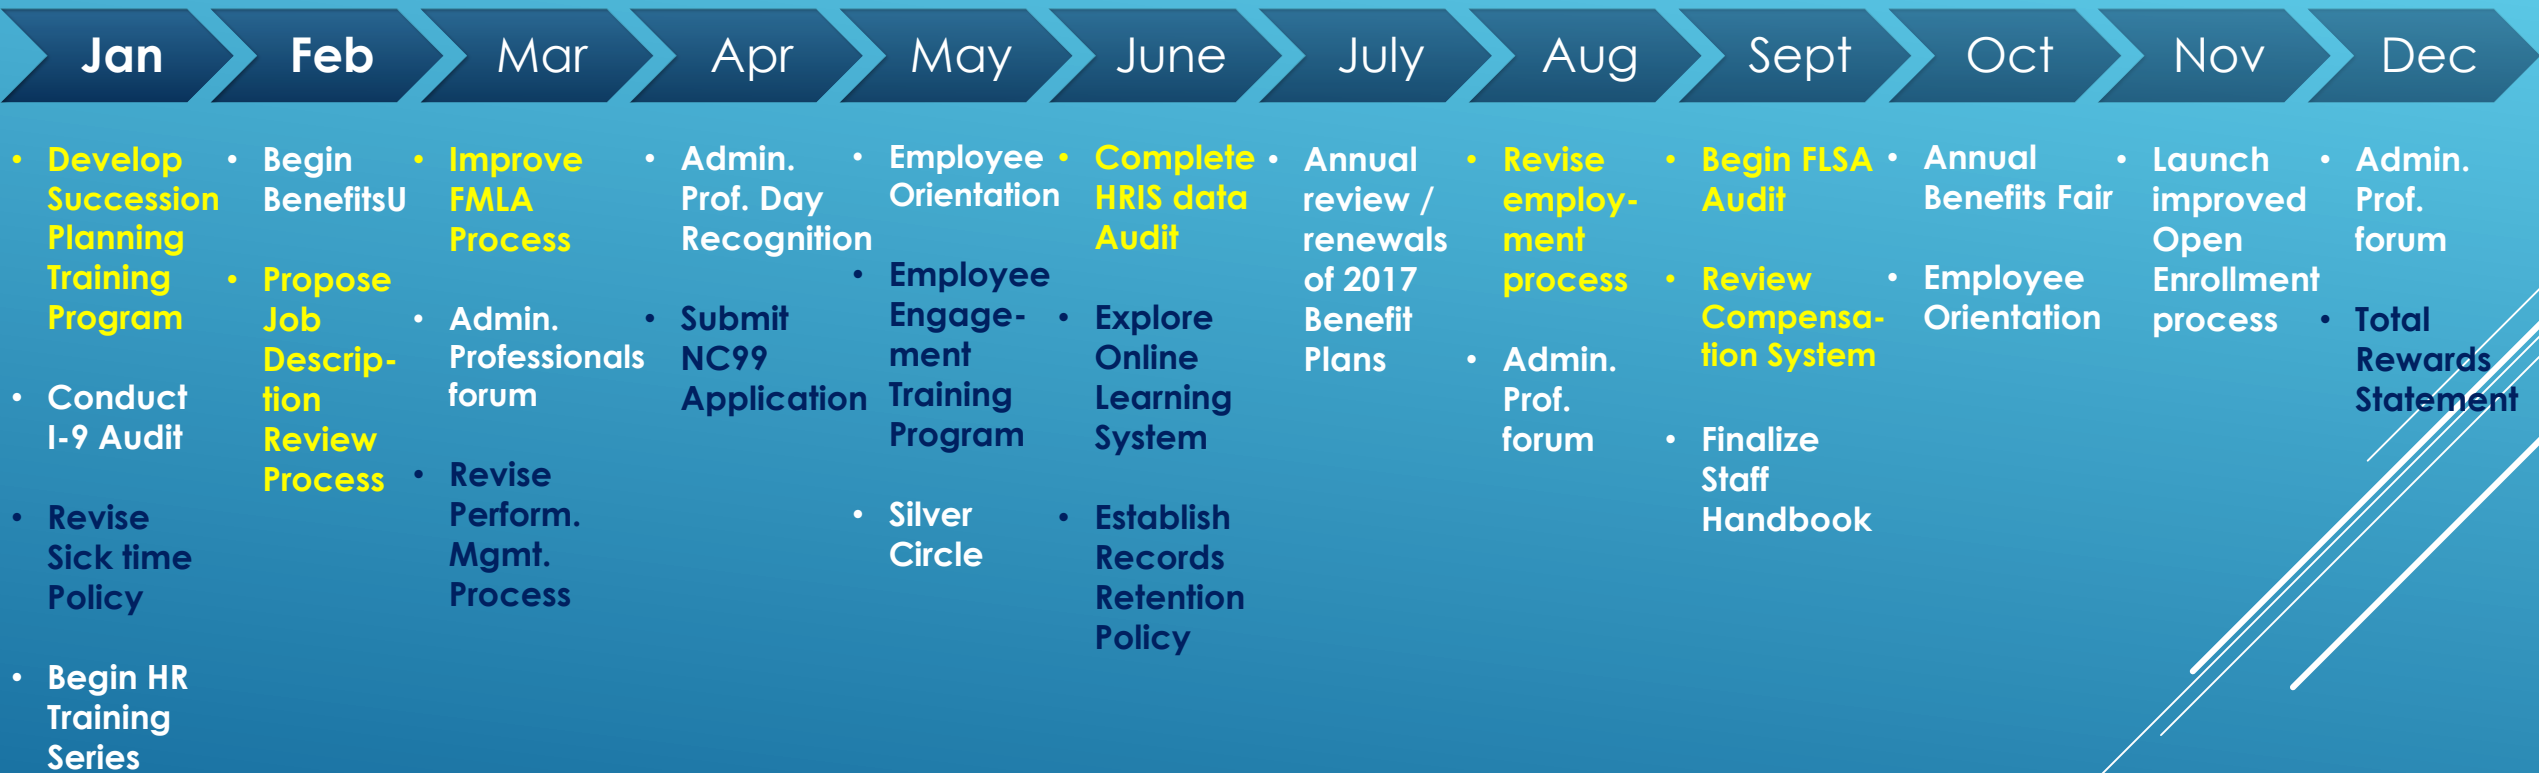 Jan
Feb
Mar
Apr
May
June
July
Aug
Sept
Oct
Nov
Dec
• Develop
Succession
Planning
Training
Program
• Conduct
I-9 Audit
• Revise
Sick time
Policy
• Begin HR
Training
Series
• Begin
BenefitsU
• Propose
Job
Descrip-
tion
Review
Process
• Improve
FMLA
Process
• Admin.
Professionals
forum
• Revise
Perform.
Mgmt.
Process
• Admin.
Prof. Day
Recognition
• Submit
NC99
Application
• Employee
Orientation
• Employee
Engage-
ment
Training
Program
• Silver
Circle
• Complete
HRIS data
Audit
• Explore
Online
Learning
System
• Establish
Records
Retention
Policy
• Annual
review /
renewals
of 2017
Benefit
Plans
• Revise
employ-
ment
process
• Admin.
Prof.
forum
• Begin FLSA
Audit
• Review
Compensa-
tion System
• Finalize
Staff
Handbook
• Annual
Benefits Fair
• Employee
Orientation
• Launch
improved
Open
Enrollment
process
• Admin.
Prof.
forum
• Total
Rewards
Statement